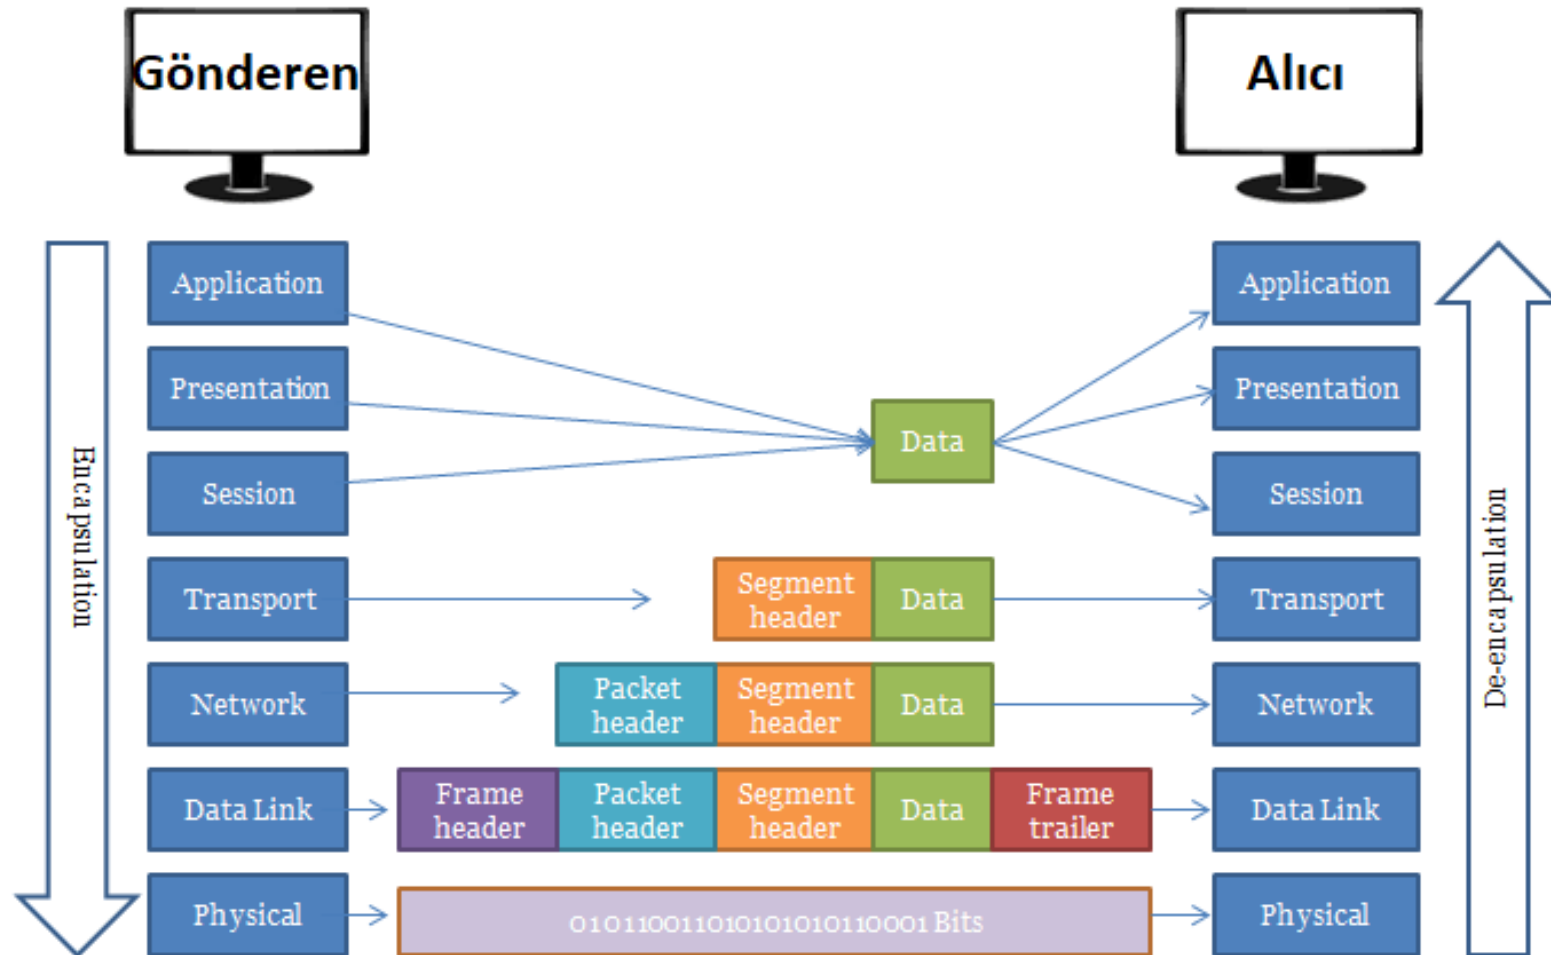 Gönderen
Alıcı
Encapsulation
De-encapsulation
Application
Application
Presentation
Presentation
Data
Session
Session
Transport
Segment
header
Data
Transport
Network
Packet
header
Segment
header
Data
Network
Data Link
Frame
header
Packet
header
Segment
header
Data
Frame
trailer
Data Link
Physical
0101100110101010101110001 Bits
Physical